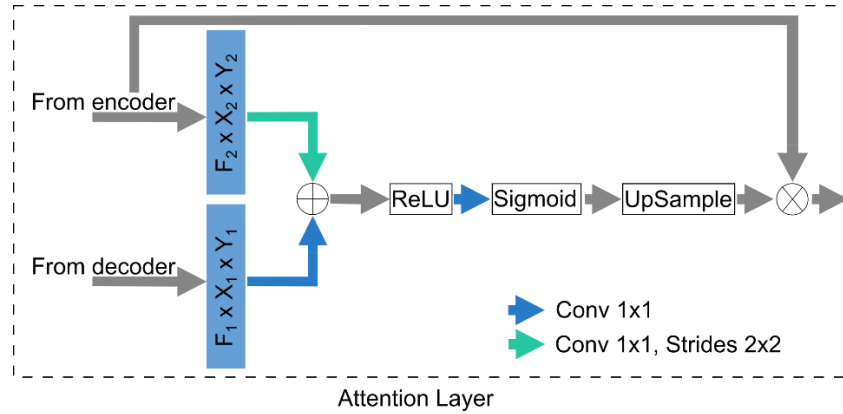 From encoder
F₂ x X₂ x Y₂
ReLU
Sigmoid
UpSample
From decoder
F₁ x X₁ x Y₁
Conv 1x1
Conv 1x1, Strides 2x2
Attention Layer